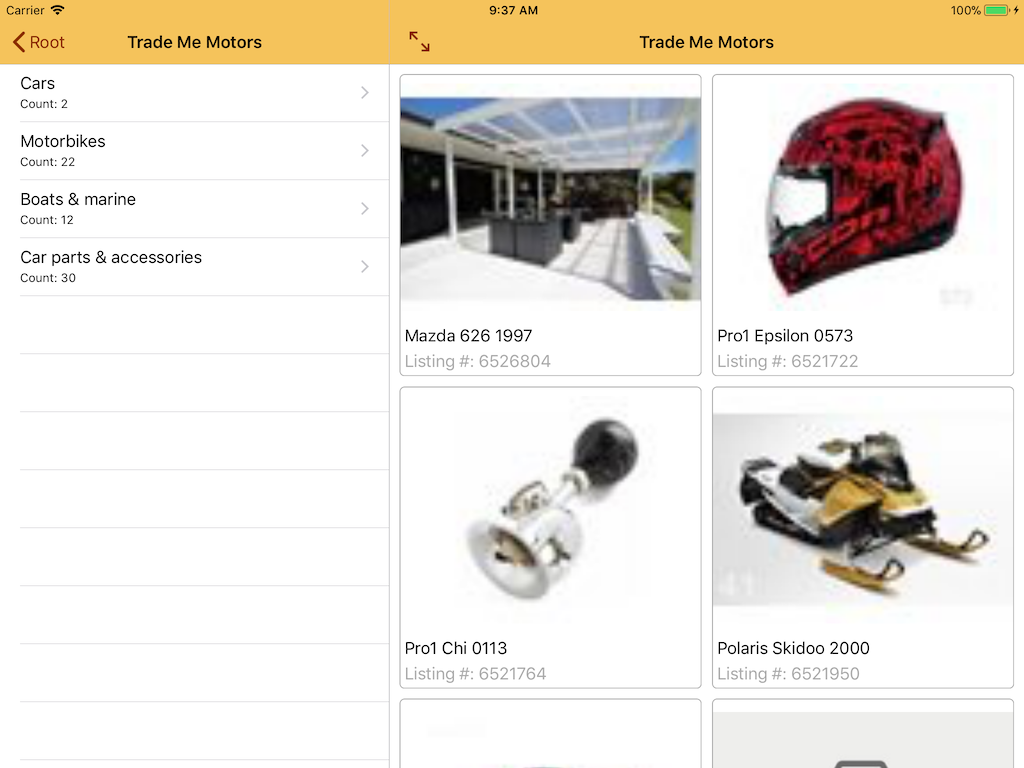 Carrier
9:37 AM
100%
Root
Trade Me Motors
Trade Me Motors
Cars
Count: 2
Motorbikes
Count: 22
Boats & marine
Count: 12
Car parts & accessories
Count: 30
Mazda 626 1997
Listing #: 6526804
icon
Pro1 Epsilon 0573
Listing #: 6521722
Pro1 Chi 0113
Listing #: 6521764
41
Polaris Skidoo 2000
Listing #: 6521950